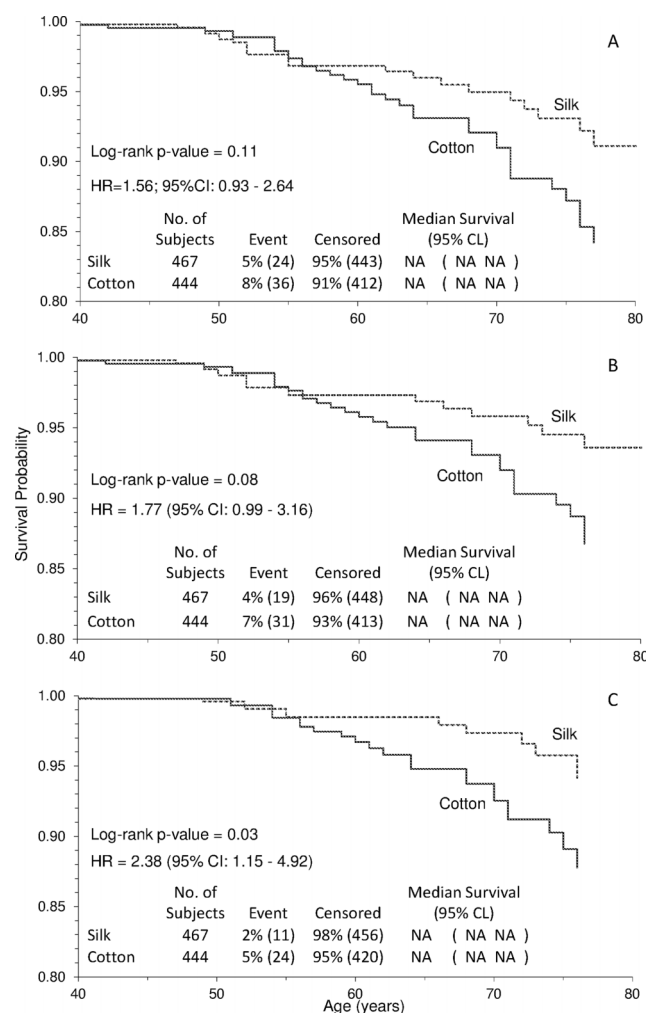 1.00
A
0.95
Silk
Cotton
0.90
Log-rank p-value = 0.11
HR=1.56; 95%CI: 0.93 - 2.64
0.85
No. of Median Survival
Subjects Event Censored (95% CL)
Silk 467 5% (24) 95% (443) NA ( NA NA )
Cotton 444 8% (36) 91% (412) NA ( NA NA )
0.80
40 50 60 70 80
1.00
B
0.95
Silk
Cotton
0.90
Log-rank p-value = 0.08
HR = 1.77 (95% CI: 0.99 - 3.16)
Survival Probability
0.85
No. of Median Survival
Subjects Event Censored (95% CL)
Silk 467 4% (19) 96% (448) NA ( NA NA )
Cotton 444 7% (31) 93% (413) NA ( NA NA )
0.80
40 50 60 70 80
1.00
C
Silk
0.95
Cotton
0.90
Log-rank p-value = 0.03
HR = 2.38 (95% CI: 1.15 - 4.92)
0.85
No. of Median Survival
Subjects Event Censored (95% CL)
Silk 467 2% (11) 98% (456) NA ( NA NA )
Cotton 444 5% (24) 95% (420) NA ( NA NA )
0.80
40 50 60 70 80
Age (years)